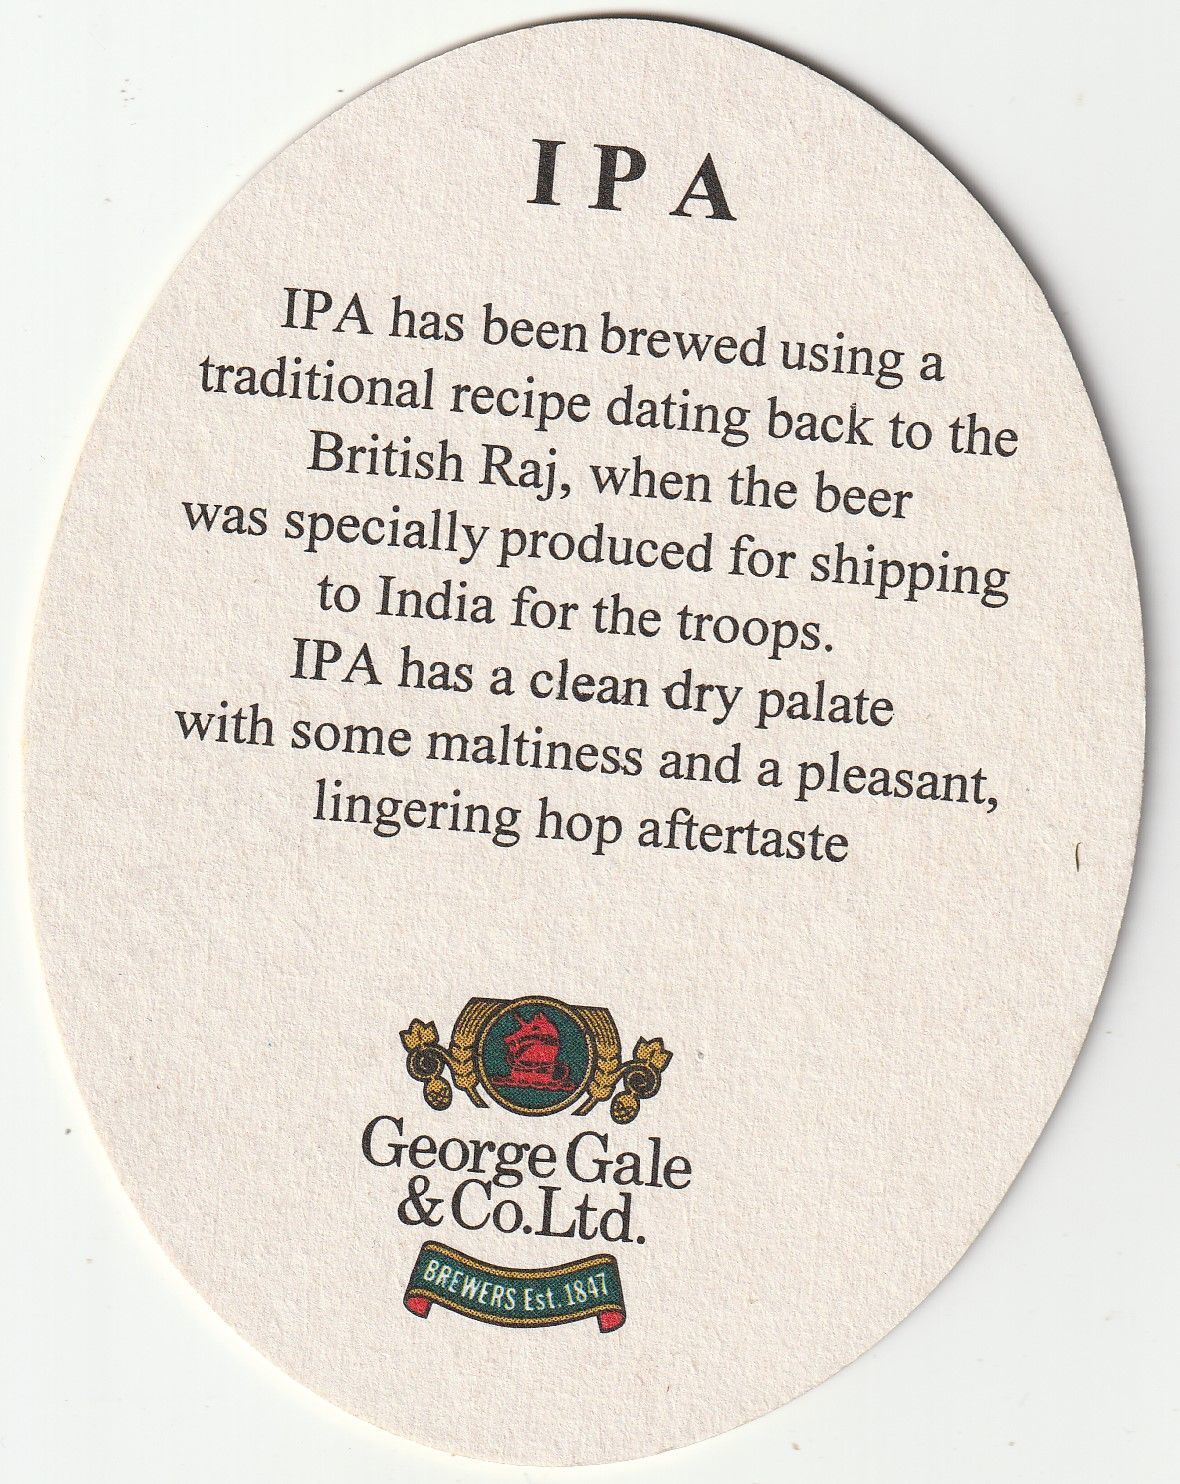 IPA
IPA has been brewed using a
traditional recipe dating back to the
British Raj, when the beer
was specially produced for shipping
to India for the troops.
IPA has a clean dry palate
with some maltiness and a pleasant,
lingering hop aftertaste
George Gale
& Co. Ltd.
BREWERS Est. 1847